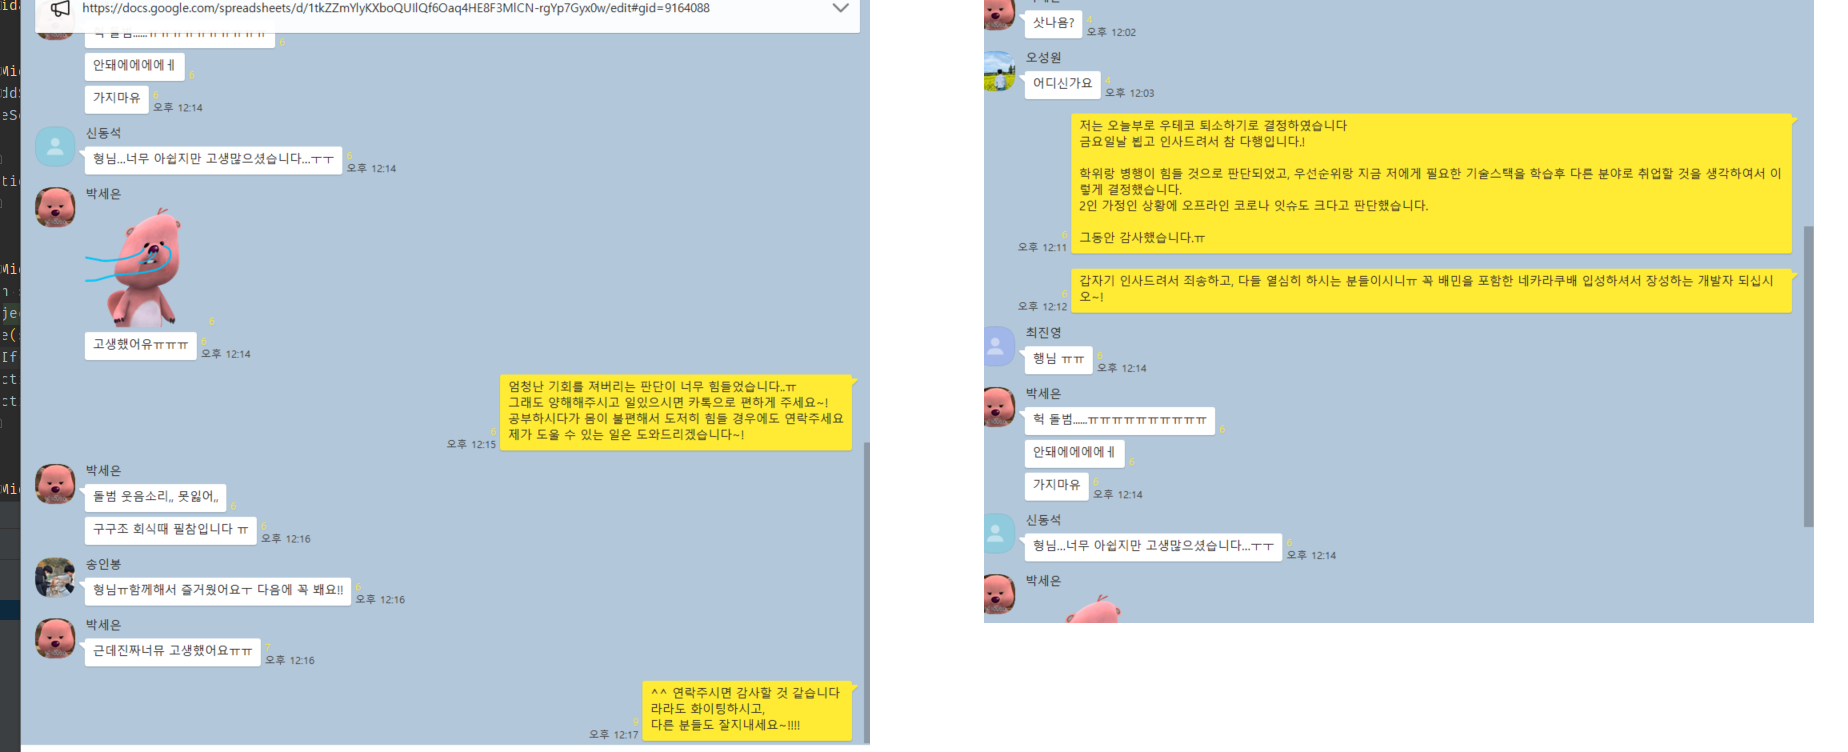 https://docs.google.com/spreadsheets/d/1tkZZmYlyKXboQUIlQf6Oaq4HE8F3MlCN-rgYp7Gyx0w/edit#gid=9164088
6
안돼에에에에ㅔ
6
가지마유
6
오후 12:14
신동석
형님...너무 아쉽지만 고생많으셨습니다...ㅜㅜ
6
오후 12:14
박세은
6
고생했어유ㅠㅠㅠ
6
오후 12:14
엄청난 기회를 져버리는 판단이 너무 힘들었습니다..ㅠ
그래도 양해해주시고 일있으시면 카톡으로 편하게 주세요~!
공부하시다가 몸이 불편해서 도저히 힘들 경우에도 연락주세요
제가 도울 수 있는 일은 도와드리겠습니다~!
6
오후 12:15
박세은
돌범 웃음소리,, 못잃어,,
6
구구조 회식때 필참입니다 ㅠ
6
오후 12:16
송인봉
형님ㅠ함께해서 즐거웠어요ㅜ 다음에 꼭 봬요!!
6
오후 12:16
박세은
근데진짜너뮤 고생했어요ㅠㅠ
7
오후 12:16
^^ 연락주시면 감사할 것 같습니다
라라도 화이팅하시고,
다른 분들도 잘지내세요~!!!!
오후 12:17
삿나욤?
4
오후 12:02
오성원
어디신가요
4
오후 12:03
저는 오늘부로 우테코 퇴소하기로 결정하였습니다
금요일날 뵙고 인사드려서 참 다행입니다.!
학위랑 병행이 힘들 것으로 판단되었고, 우선순위랑 지금 저에게 필요한 기술스택을 학습후 다른 분야로 취업할 것을 생각하여서 이
렇게 결정했습니다.
2인 가정인 상황에 오프라인 코로나 잇슈도 크다고 판단했습니다.
그동안 감사했습니다.ㅠ
6
오후 12:11
갑자기 인사드려서 죄송하고, 다들 열심히 하시는 분들이시니ㅠ 꼭 배민을 포함한 네카라쿠배 입성하셔서 장성하는 개발자 되십시
오~!
6
오후 12:12
최진영
행님 ㅠㅠ
6
오후 12:14
박세은
헉 돌범......ㅠㅠㅠㅠㅠㅠㅠㅠㅠㅠ
6
안돼에에에에ㅔ
6
가지마유
6
오후 12:14
신동석
형님...너무 아쉽지만 고생많으셨습니다...ㅜㅜ
6
오후 12:14
박세은